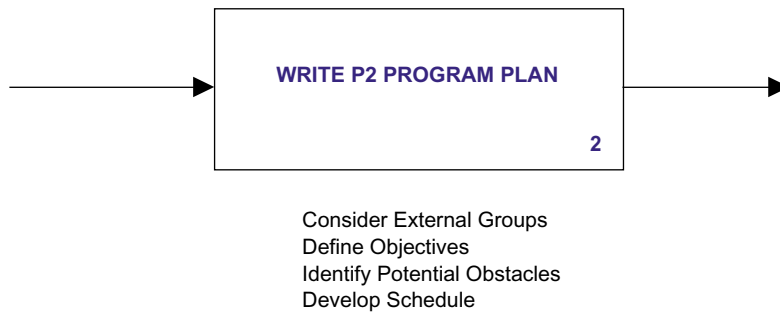 WRITE P2 PROGRAM PLAN
2
Consider External Groups
Define Objectives
Identify Potential Obstacles
Develop Schedule